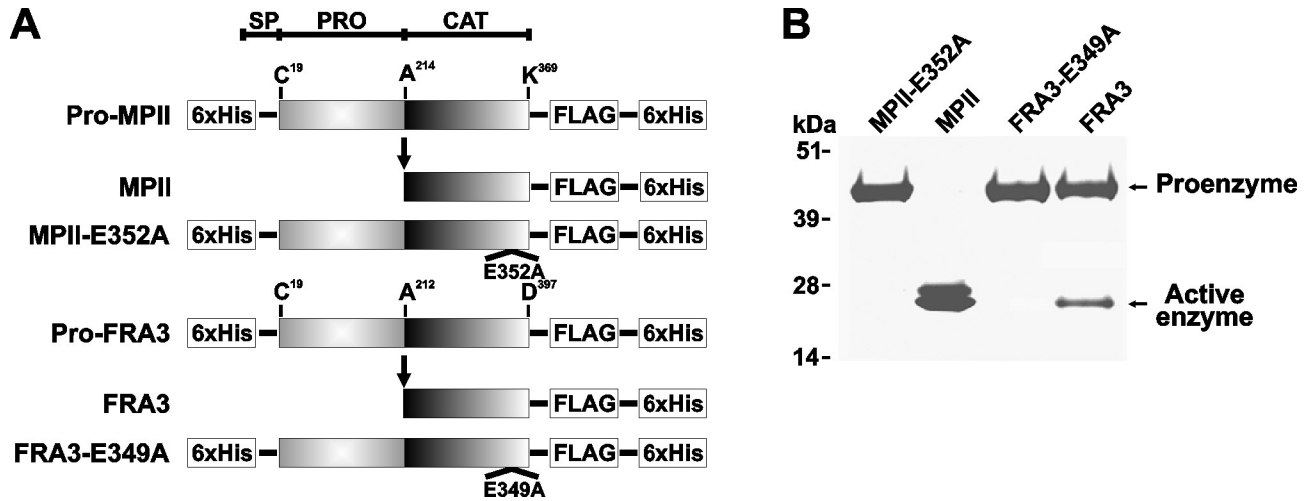 A
SP PRO CAT
C19 A214 K369
Pro-MPII 6xHis FLAG 6xHis
MPII FLAG 6xHis
MPII-E352A 6xHis FLAG 6xHis
E352A
C19 A212 D397
Pro-FRA3 6xHis FLAG 6xHis
FRA3 FLAG 6xHis
FRA3-E349A 6xHis FLAG 6xHis
E349A
B
MPII-E352A
MPII
FRA3-E349A
FRA3
kDa
51-
39-
28-
14-
Proenzyme
Active
enzyme